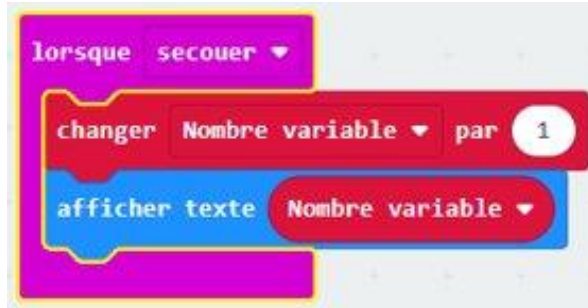 lorsque secouer
changer Nombre variable par 1
afficher texte Nombre variable